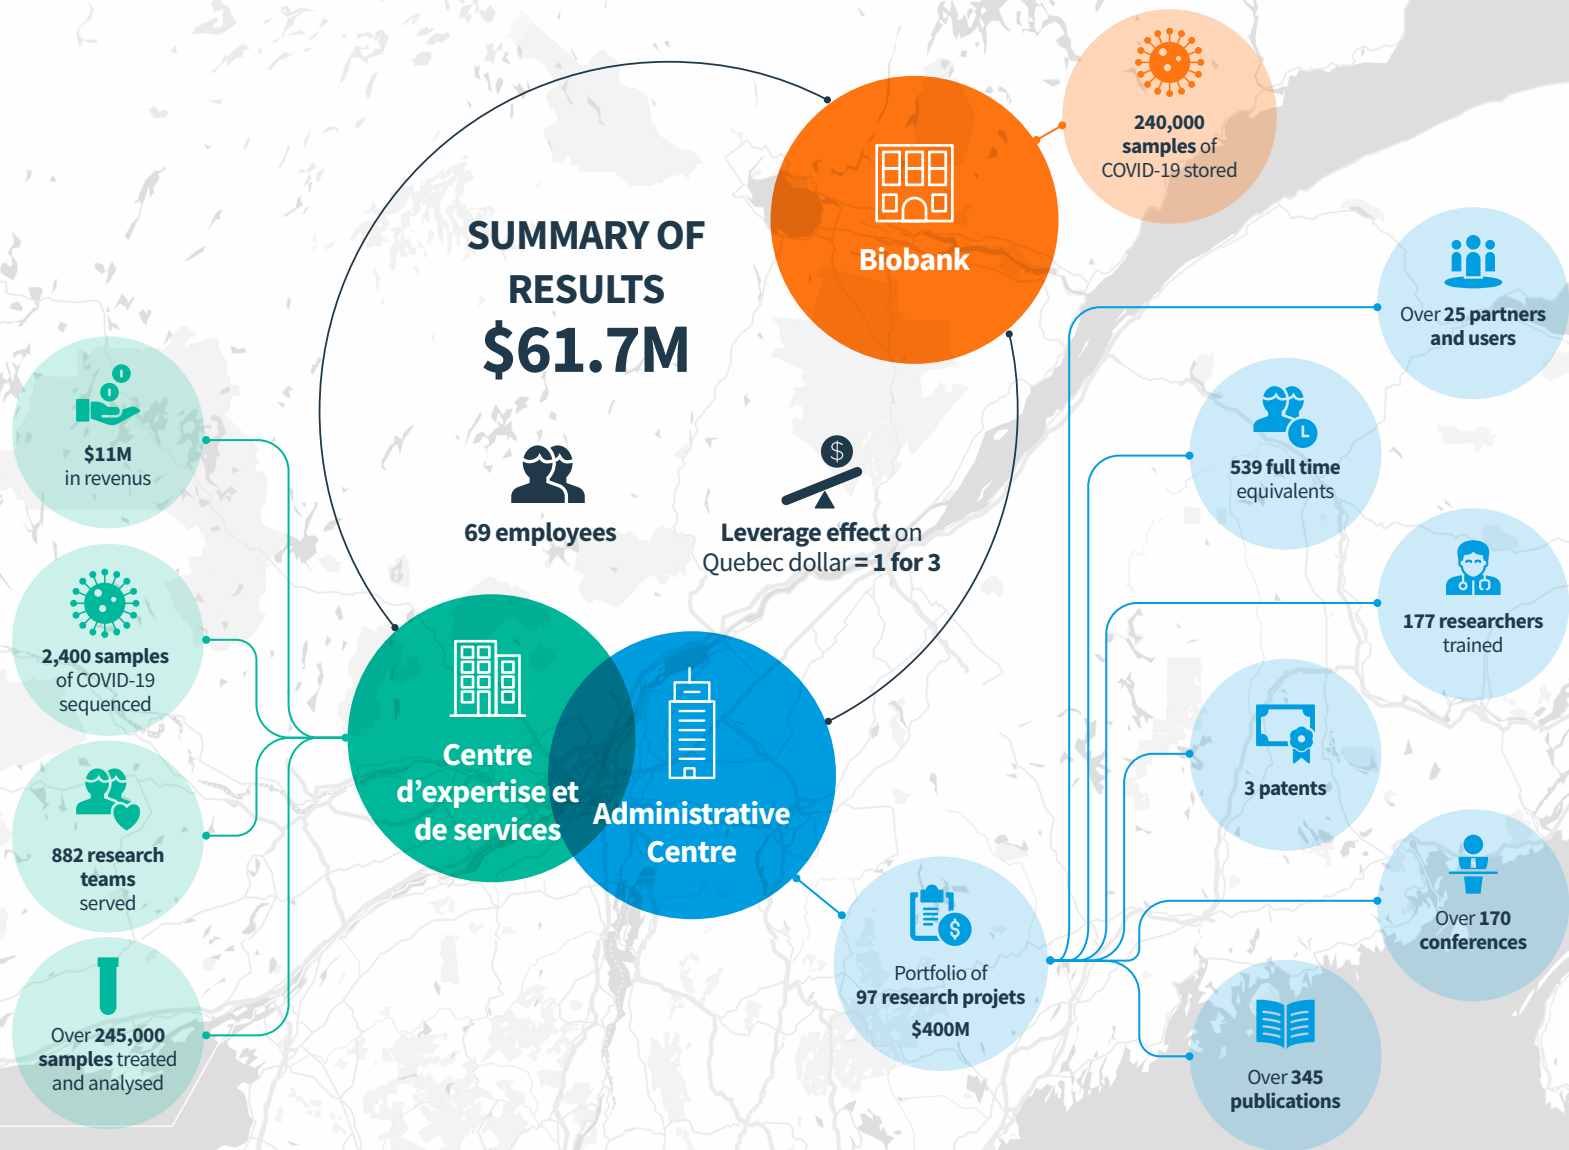 SUMMARY OF
RESULTS
$61.7M
69 employees
Leverage effect on
Quebec dollar = 1 for 3
Biobank
240,000
samples of
COVID-19 stored
Centre
d’expertise et
de services
$11M
in revenus
2,400 samples
of COVID-19
sequenced
882 research
teams
served
Over 245,000
samples treated
and analysed
Administrative
Centre
Portfolio of
97 research projets
$400M
Over 25 partners
and users
539 full time
equivalents
177 researchers
trained
3 patents
Over 170
conferences
Over 345
publications